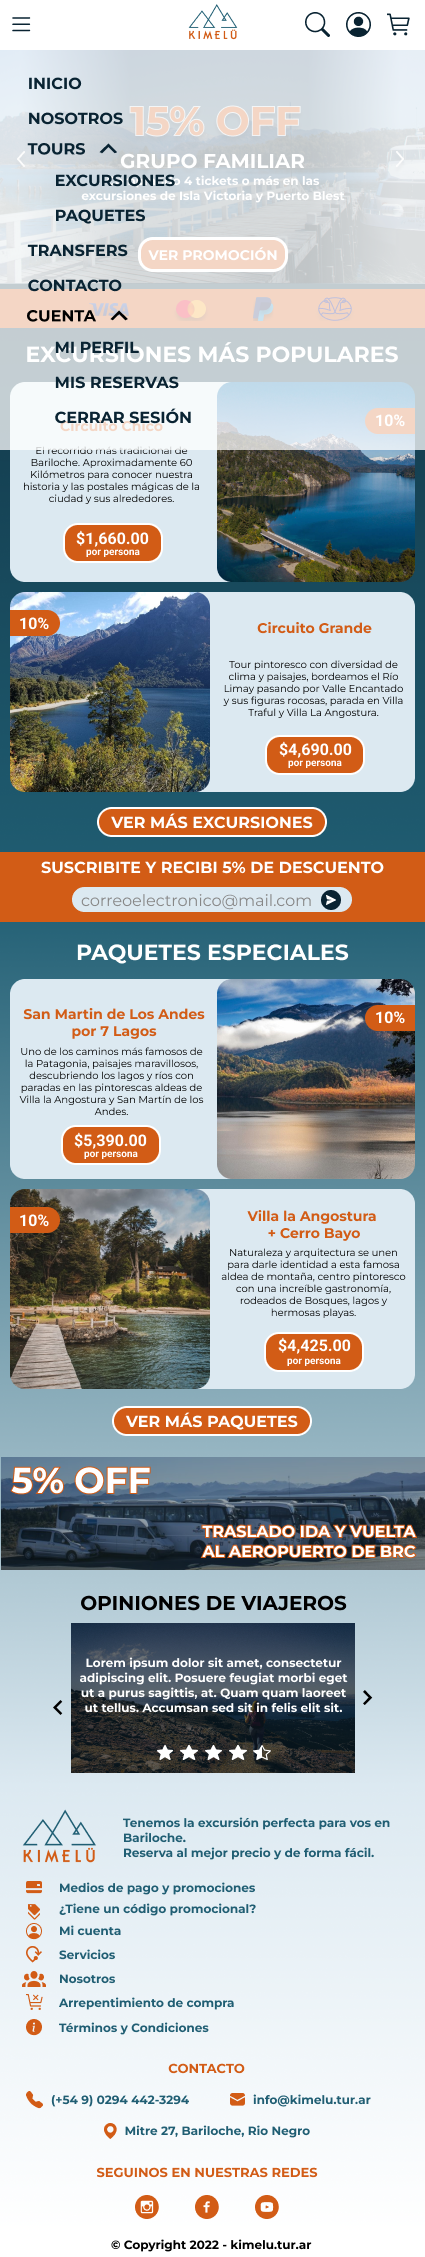 KIMELÜ
INICIO
NOSOTROS
15% OFF
TOURS
GRUPO FAMILIAR
EXCURSIONES
o 4 tickets o más en las
excursiones de Isla Victoria y Puerto Blest
PAQUETES
TRANSFERS
VER PROMOCIÓN
CONTACTO
VISA
CUENTA
EXCURSIONES MÁS POPULARES
MI PERFIL
MIS RESERVAS
CERRAR SESIÓN
Circuito Chico
10%
El recorrido más tradicional de
Bariloche. Aproximadamente 60
Kilómetros para conocer nuestra
historia y las postales mágicas de la
ciudad y sus alrededores.
$1,660.00
por persona
10%
Circuito Grande
Tour pintoresco con diversidad de
clima y paisajes, bordeamos el Río
Limay pasando por Valle Encantado
y sus figuras rocosas, parada en Villa
Traful y Villa La Angostura.
$4,690.00
por persona
VER MÁS EXCURSIONES
SUSCRIBITE Y RECIBI 5% DE DESCUENTO
correoelectronico@mail.com
PAQUETES ESPECIALES
San Martin de Los Andes
por 7 Lagos
10%
Uno de los caminos más famosos de
la Patagonia, paisajes maravillosos,
descubriendo los lagos y ríos con
paradas en las pintorescas aldeas de
Villa la Angostura y San Martín de los
Andes.
$5,390.00
por persona
10%
Villa la Angostura
+ Cerro Bayo
Naturaleza y arquitectura se unen
para darle identidad a esta famosa
aldea de montaña, centro pintoresco
con una increíble gastronomía,
rodeados de Bosques, lagos y
hermosas playas.
$4,425.00
por persona
VER MÁS PAQUETES
5% OFF
TRASLADO IDA Y VUELTA
AL AEROPUERTO DE BRC
OPINIONES DE VIAJEROS
Lorem ipsum dolor sit amet, consectetur
adipiscing elit. Posuere feugiat morbi eget
ut a purus sagittis, at. Quam quam laoreet
ut tellus. Accumsan sed sit in felis elit sit.
KIMELÜ
Tenemos la excursión perfecta para vos en
Bariloche.
Reserva al mejor precio y de forma fácil.
Medios de pago y promociones
¿Tiene un código promocional?
Mi cuenta
Servicios
Nosotros
Arrepentimiento de compra
Términos y Condiciones
CONTACTO
(+54 9) 0294 442-3294
info@kimelu.tur.ar
Mitre 27, Bariloche, Rio Negro
SEGUINOS EN NUESTRAS REDES
© Copyright 2022 - kimelu.tur.ar